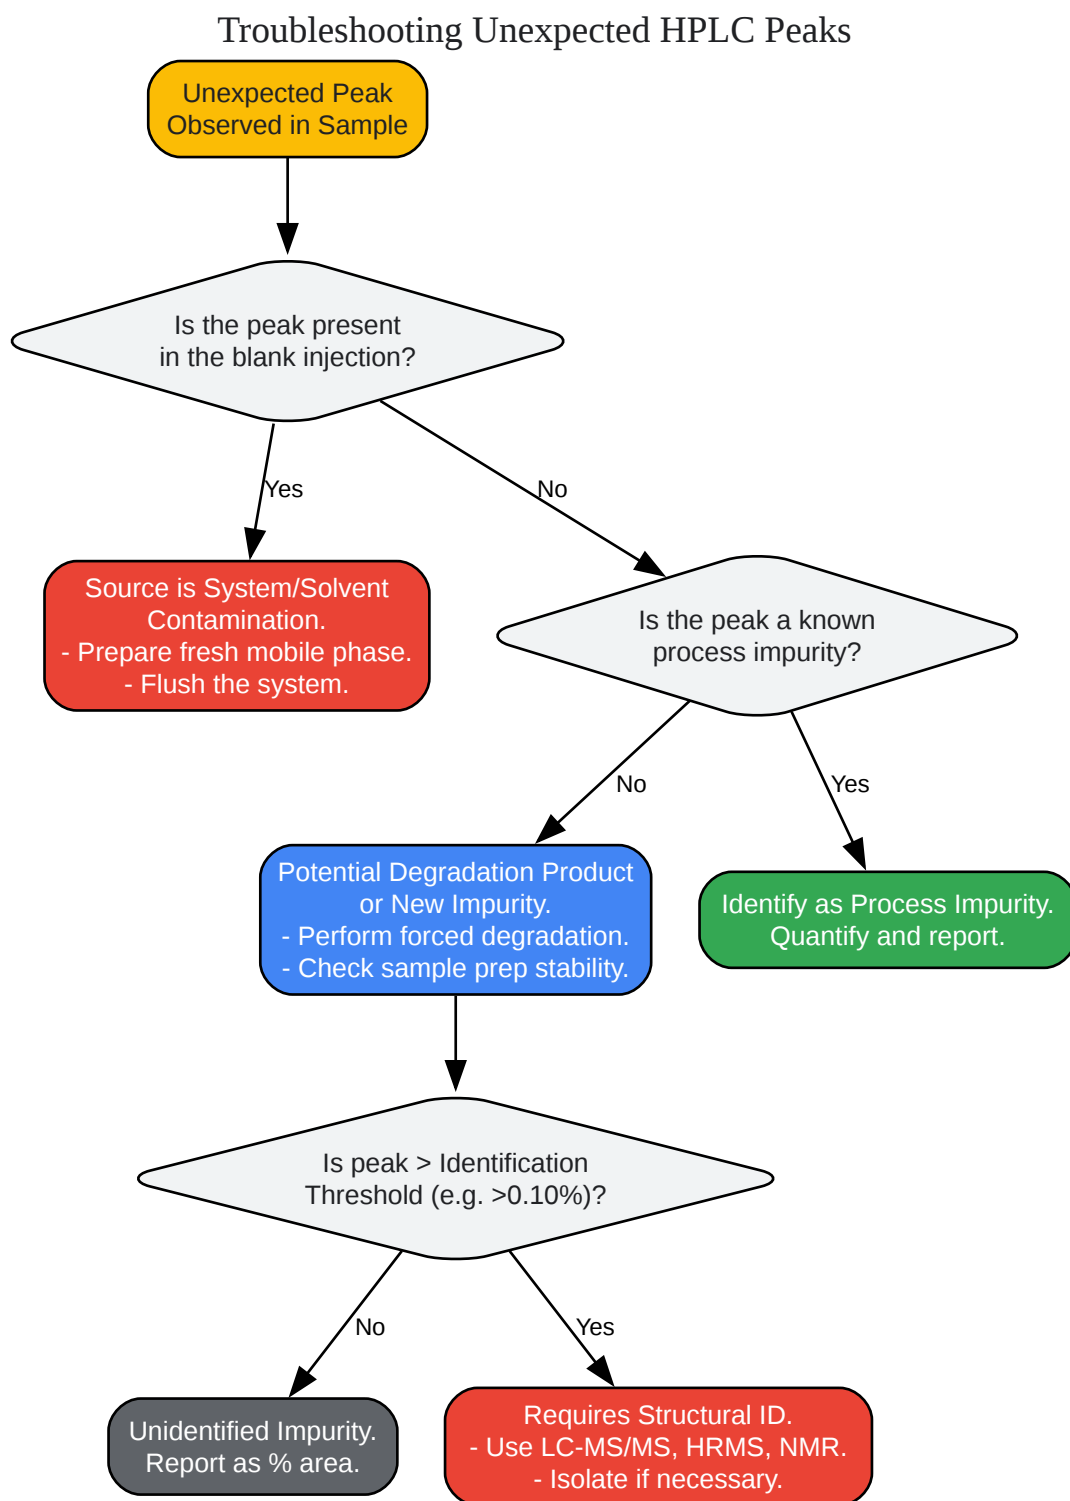 Troubleshooting Unexpected HPLC Peaks
Unexpected Peak
Observed in Sample
Is the peak present
in the blank injection?
Yes
No
Source is System/Solvent
Contamination.
- Prepare fresh mobile phase.
- Flush the system.
Is the peak a known
process impurity?
No
Yes
Potential Degradation Product
or New Impurity.
- Perform forced degradation.
- Check sample prep stability.
Identify as Process Impurity.
Quantify and report.
Is peak > Identification
Threshold (e.g. >0.10%)?
No
Yes
Unidentified Impurity.
Report as % area.
Requires Structural ID.
- Use LC-MS/MS, HRMS, NMR.
- Isolate if necessary.